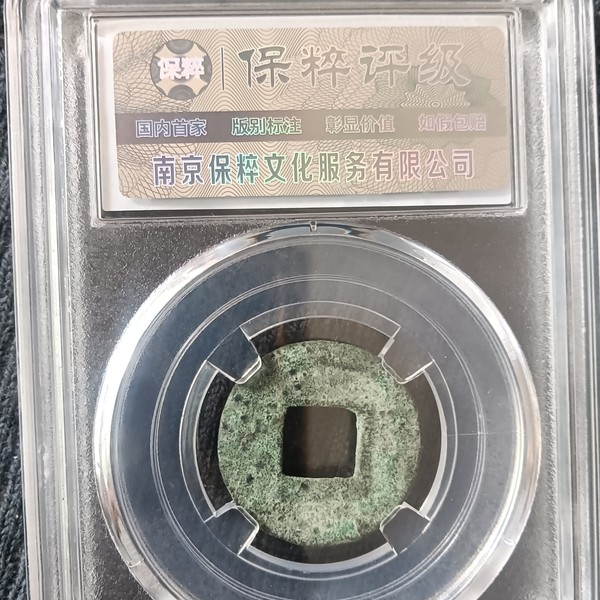 保粹
保粹评级
国内首家 版别标注 彰显价值 如假包赔
南京保粹文化服务有限公司